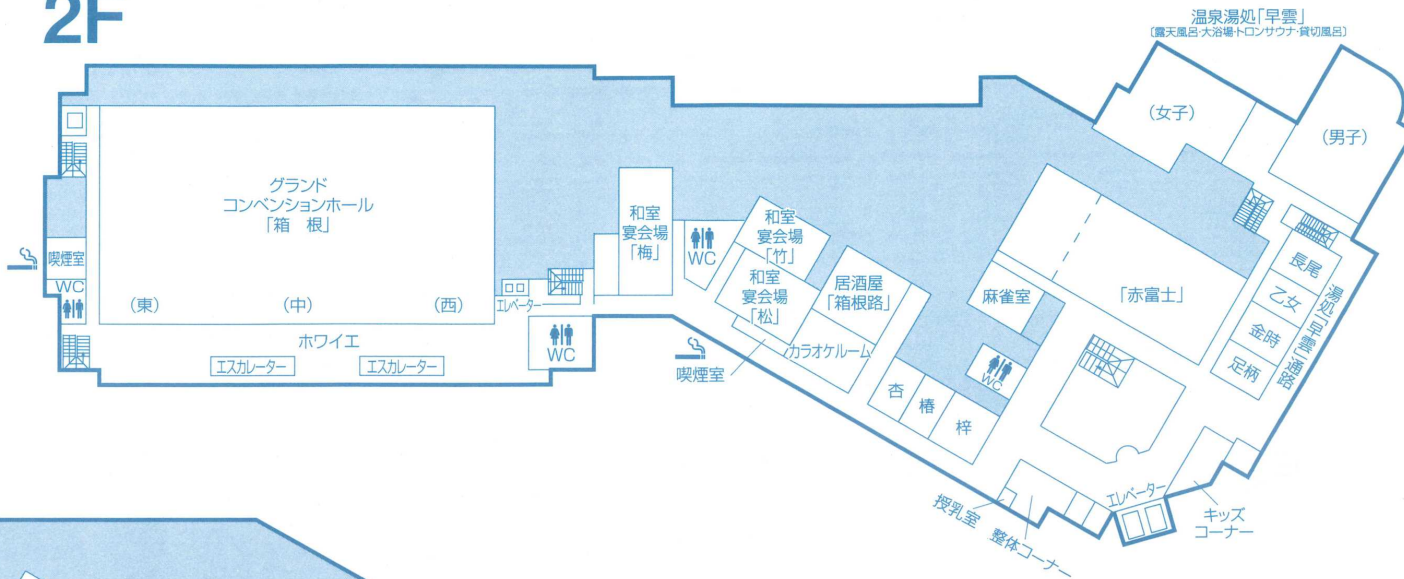 2F
温泉湯処「早雲」
〔露天風呂・大浴場・トロンサウナ・貸切風呂〕
(女子)
(男子)
グランド
コンベンションホール
「箱 根」
(東)
(中)
(西)
喫煙室
WC
ホワイエ
エスカレーター
エスカレーター
エレベーター
WC
和室
宴会場
「梅」
WC
和室
宴会場
「竹」
和室
宴会場
「松」
居酒屋
「箱根路」
カラオケルーム
喫煙室
麻雀室
「赤富士」
WC
杏
椿
梓
長尾
乙女
金時
足柄
湯処「早雲」通路
授乳室
整体コーナー
エレベーター
キッズ
コーナー